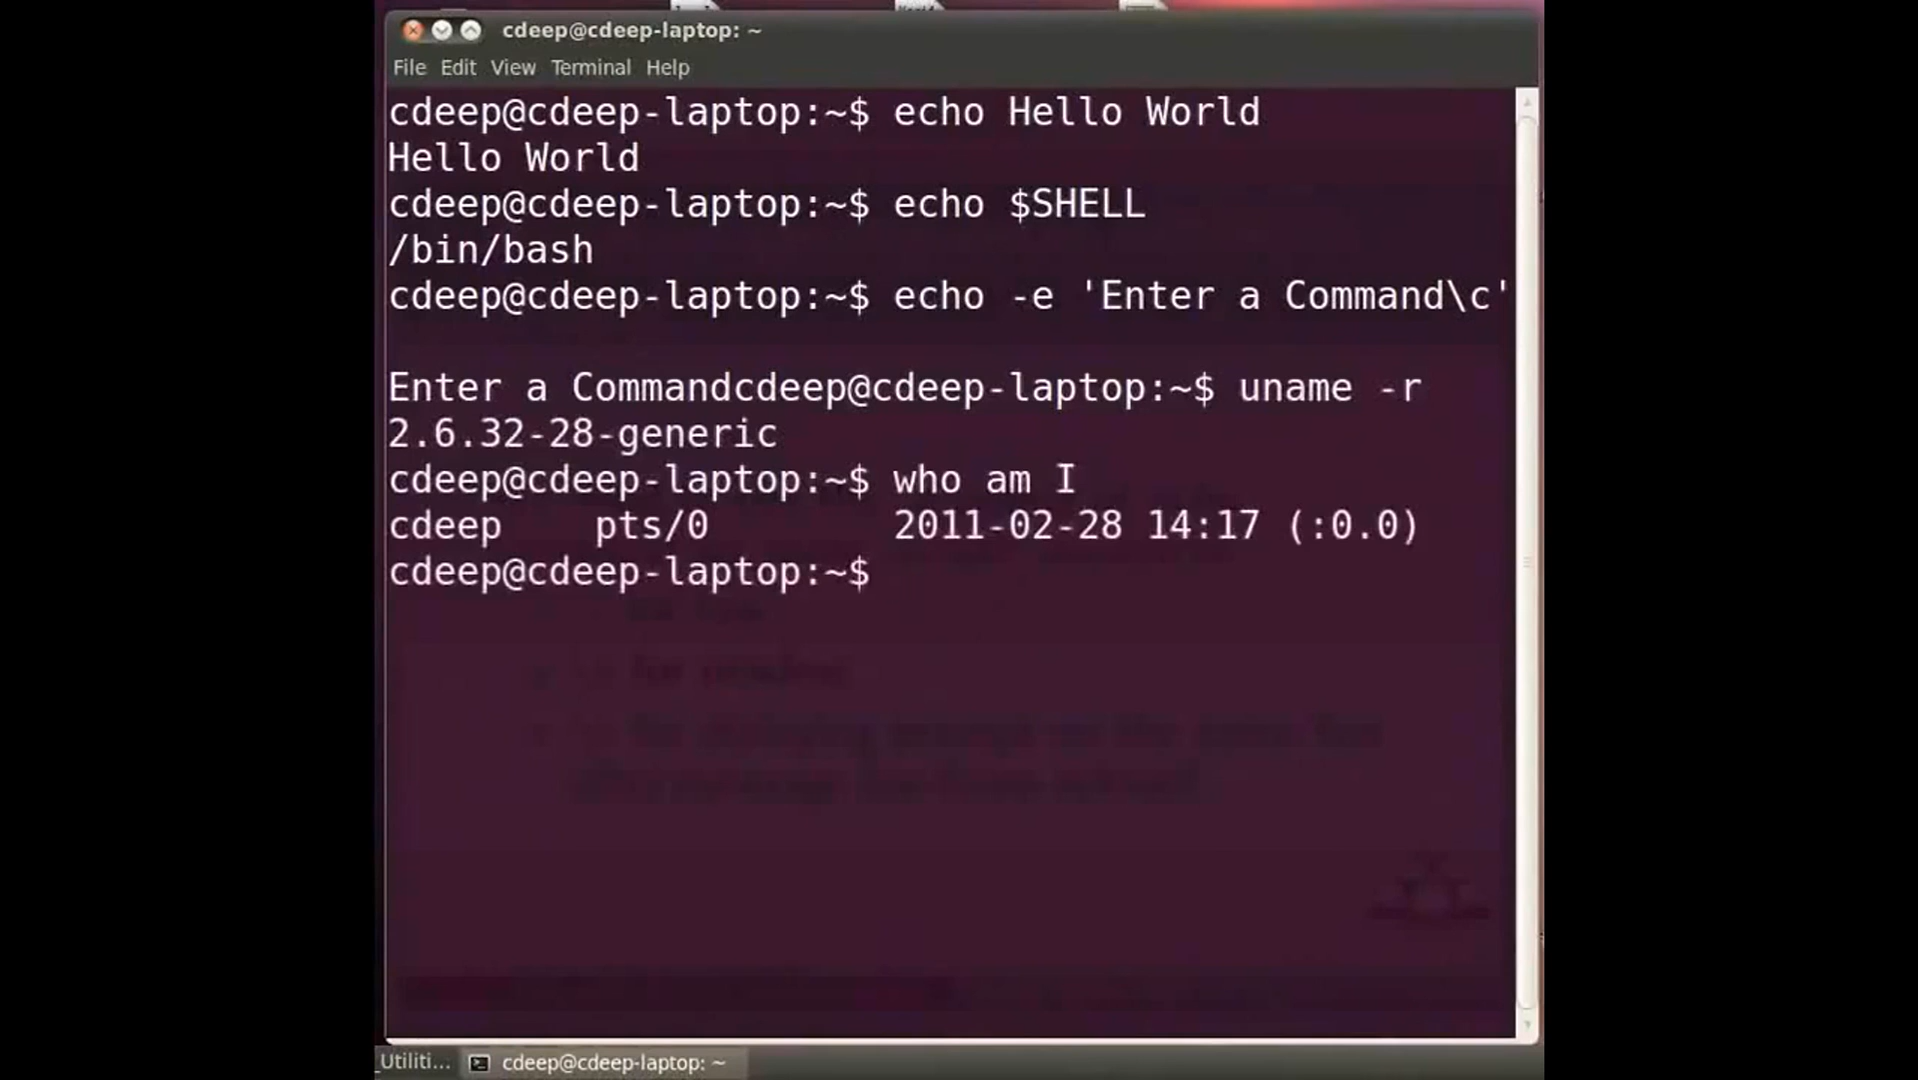 cdeep@cdeep-laptop: ~
File Edit View Terminal Help
cdeep@cdeep-laptop:~$ echo Hello World
Hello World
cdeep@cdeep-laptop:~$ echo $SHELL
/bin/bash
cdeep@cdeep-laptop:~$ echo -e 'Enter a Command\c'
Enter a Commandcdeep@cdeep-laptop:~$ uname -r
2.6.32-28-generic
cdeep@cdeep-laptop:~$ who am I
cdeep    pts/0        2011-02-28 14:17 (:0.0)
cdeep@cdeep-laptop:~$
_Utiliti... cdeep@cdeep-laptop: ~